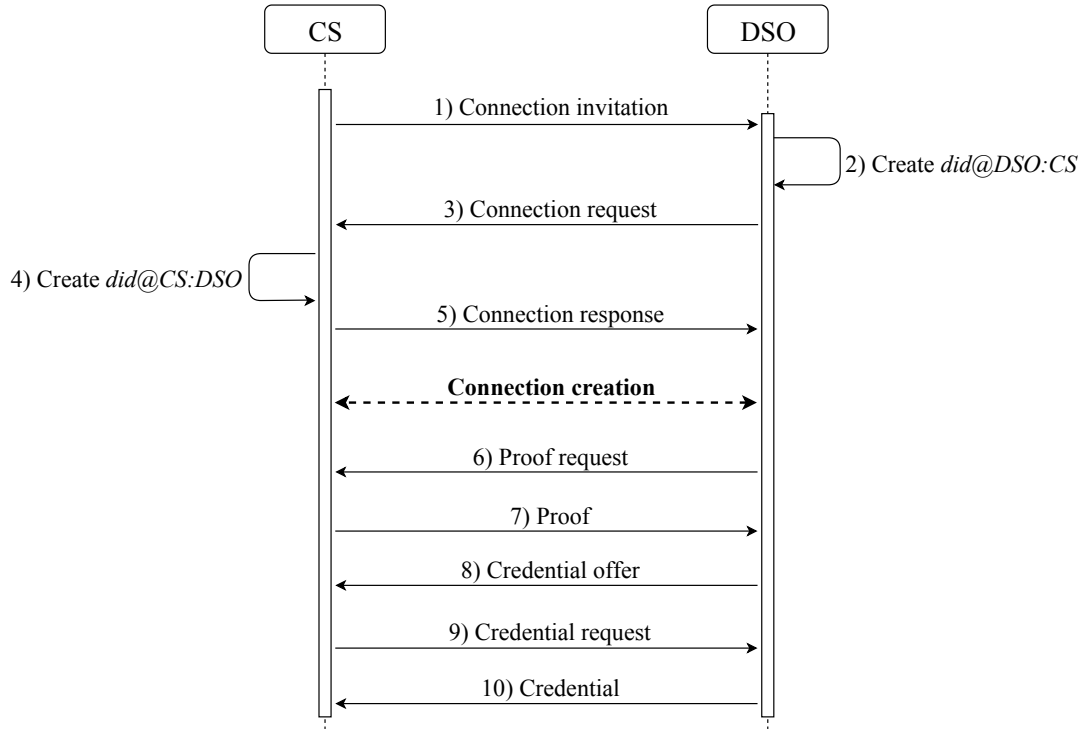 CS
DSO
1) Connection invitation
2) Create did@DSO:CS
3) Connection request
4) Create did@CS:DSO
5) Connection response
Connection creation
6) Proof request
7) Proof
8) Credential offer
9) Credential request
10) Credential